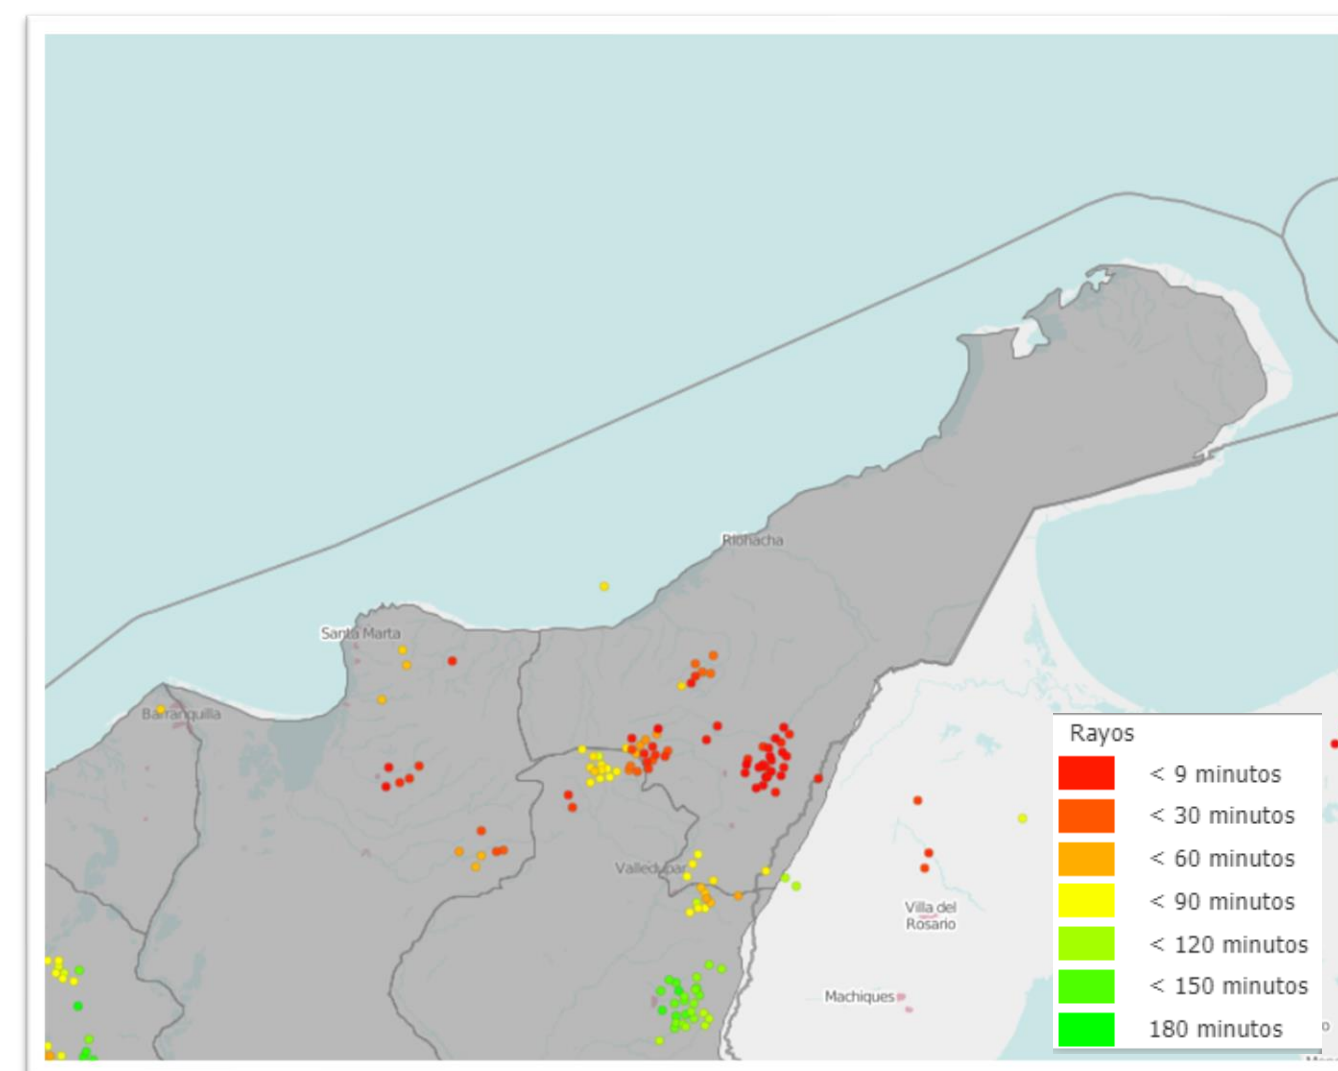 Riohacha
Santa Marta
Barranquilla
Rayos
< 9 minutos
< 30 minutos
< 60 minutos
Valledupar
< 90 minutos
Villa del
Rosario
< 120 minutos
< 150 minutos
Machiques
180 minutos